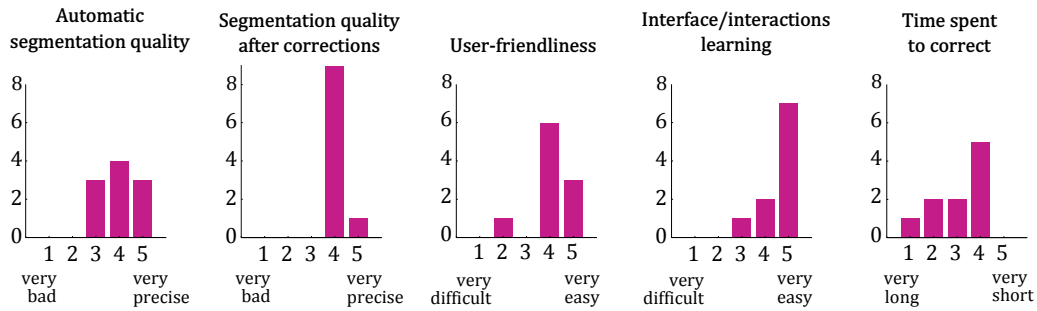 Automatic
segmentation quality
8
6
4
2
0
1 2 3 4 5
very
bad
very
precise
Segmentation quality
after corrections
8
6
4
2
0
1 2 3 4 5
very
bad
very
precise
User-friendliness
8
6
4
2
0
1 2 3 4 5
very
difficult
very
easy
Interface/interactions
learning
8
6
4
2
0
1 2 3 4 5
very
difficult
very
easy
Time spent
to correct
8
6
4
2
0
1 2 3 4 5
very
long
very
short